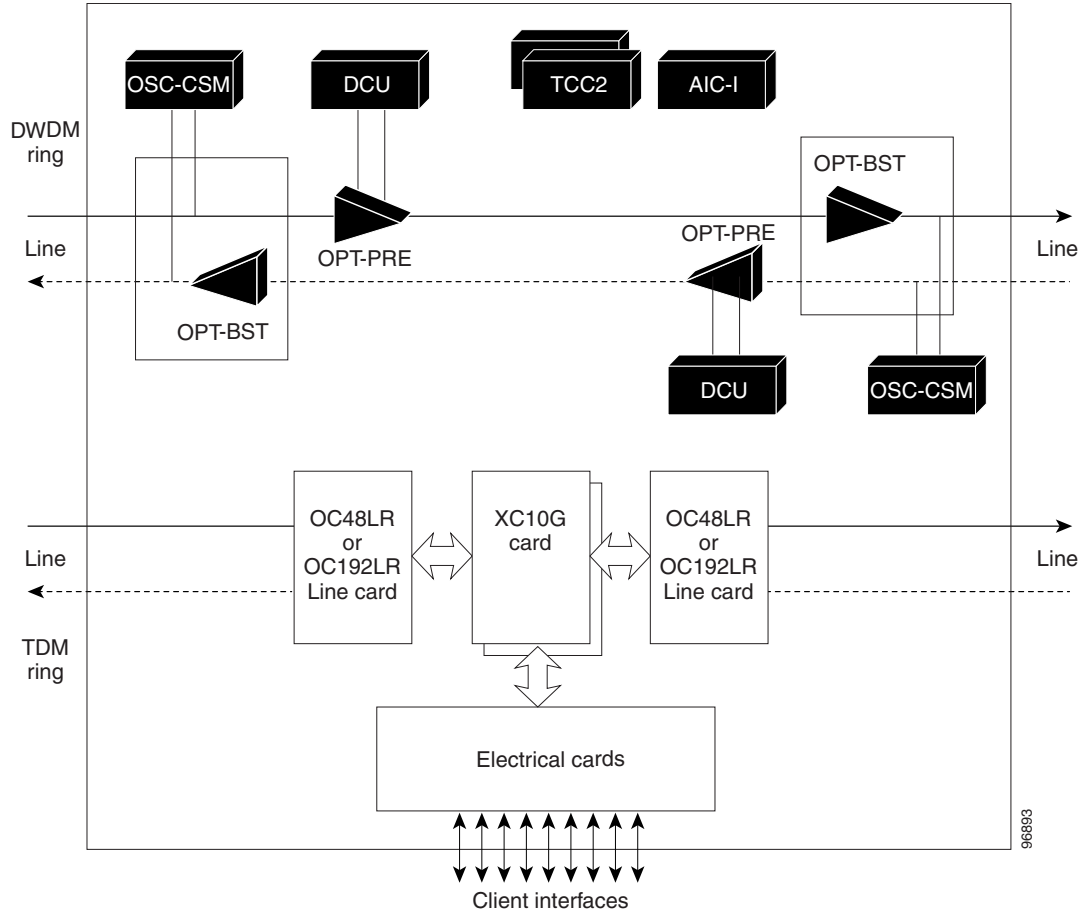 OSC-CSM
DCU
TCC2
AIC-I
DWDM
ring
OPT-BST
Line
OPT-PRE
OPT-PRE
Line
OPT-BST
DCU
OSC-CSM
OC48LR
or
OC192LR
Line card
XC10G
card
OC48LR
or
OC192LR
Line card
Line
Line
TDM
ring
Electrical cards
96893
Client interfaces